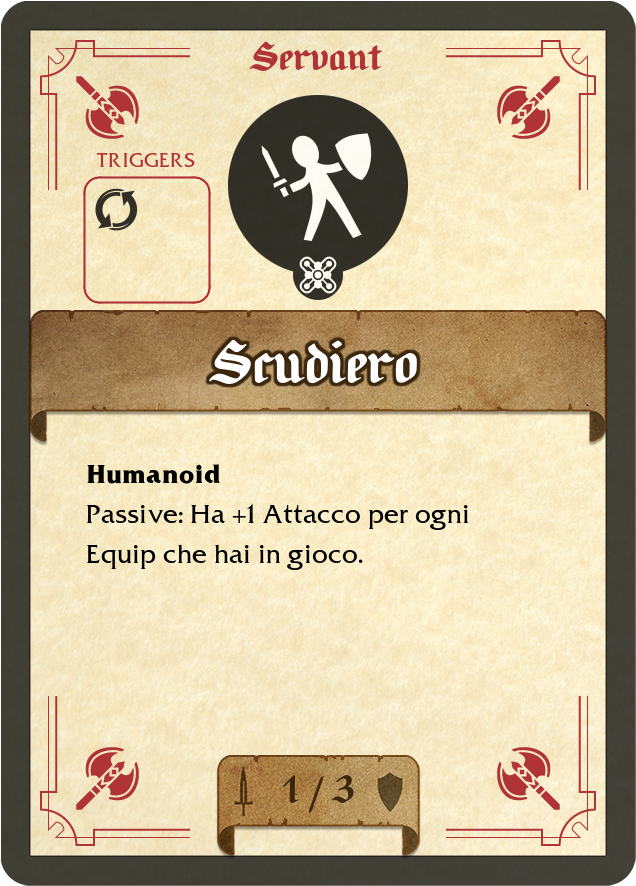 Servant
TRIGGERS
Scudiero
Humanoid
Passive: Ha +1 Attacco per ogni
Equip che hai in gioco.
1 / 3